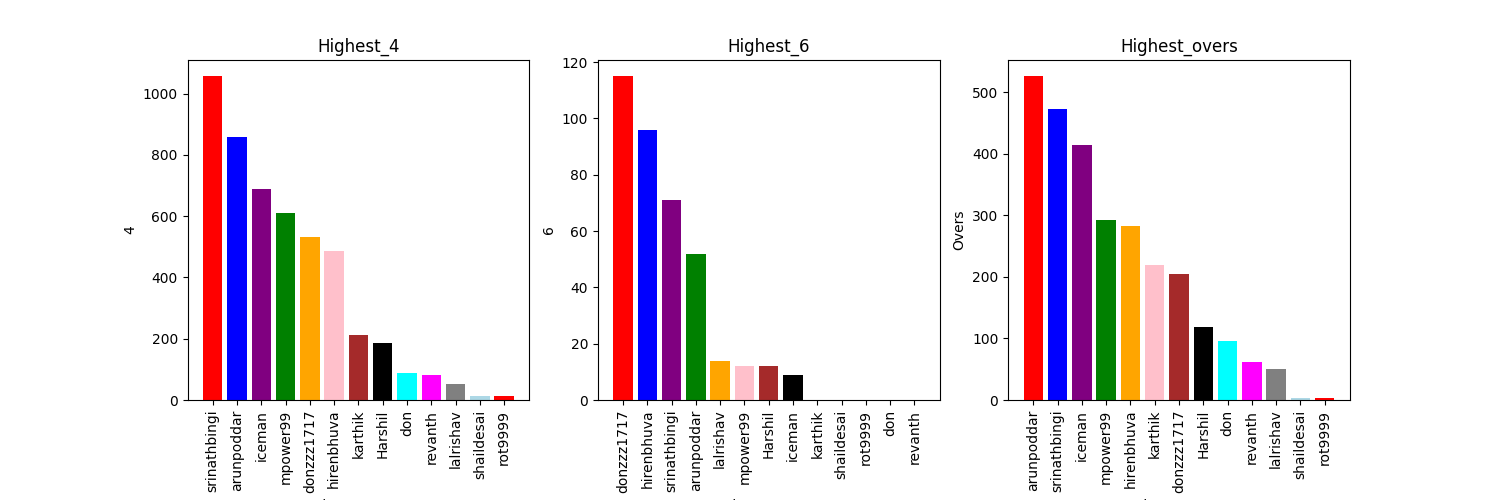 Highest_4
4
1000
800
600
400
200
0
srinathbingi
arunpoddar
iceman
mpower99
donzzz1717
hirenbhuva
karthik
Harshil
don
revanth
lalrishav
shaildesai
rot9999
Highest_6
6
120
100
80
60
40
20
0
donzzz1717
hirenbhuva
srinathbingi
arunpoddar
lalrishav
mpower99
Harshil
iceman
karthik
shaildesai
rot9999
don
revanth
Highest_overs
Overs
500
400
300
200
100
0
arunpoddar
srinathbingi
iceman
mpower99
hirenbhuva
karthik
donzzz1717
Harshil
don
revanth
lalrishav
shaildesai
rot9999